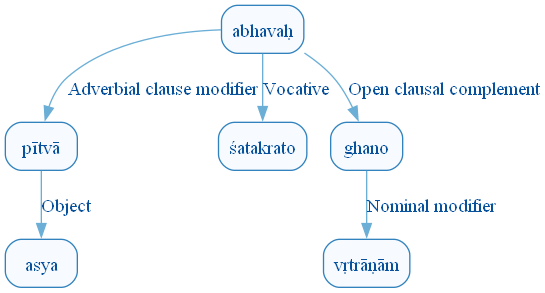 abhavaḥ
Adverbial clause modifier Vocative Open clausal complement
pītvā śatakrato ghano
Object Nominal modifier
asya vṛtrāṇām